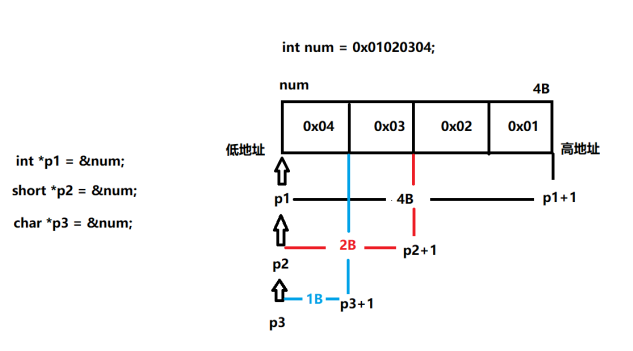 int num = 0x01020304;
num
4B
0x04
0x03
0x02
0x01
低地址
高地址
int *p1 = &num;
short *p2 = &num;
char *p3 = &num;
p1
4B
p1+1
2B
p2+1
p2
1B
p3+1
p3